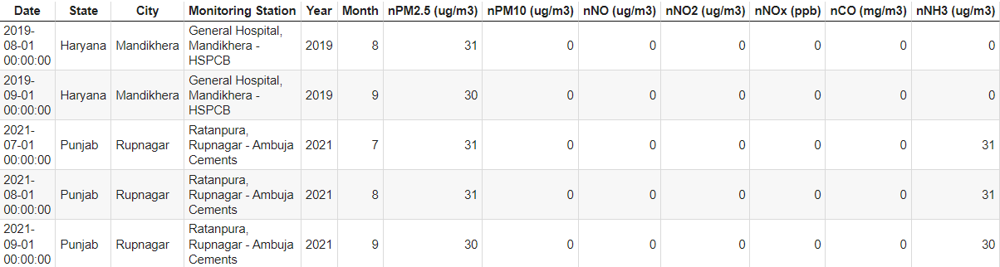 Date State City Monitoring Station Year Month nPM2.5 (ug/m3) nPM10 (ug/m3) nNO (ug/m3) nNO2 (ug/m3) nNOx (ppb) nCO (mg/m3) nNH3 (ug/m3)
2019- General Hospital,
08-01 Haryana Mandikhera Mandikhera - 2019 8 31 0 0 0 0 0 0
00:00:00 HSPCB
2019- General Hospital,
09-01 Haryana Mandikhera Mandikhera - 2019 9 30 0 0 0 0 0 0
00:00:00 HSPCB
2021- Ratanpura,
07-01 Punjab Rupnagar Rupnagar - Ambuja 2021 7 31 0 0 0 0 0 31
00:00:00 Cements
2021- Ratanpura,
08-01 Punjab Rupnagar Rupnagar - Ambuja 2021 8 31 0 0 0 0 0 31
00:00:00 Cements
2021- Ratanpura,
09-01 Punjab Rupnagar Rupnagar - Ambuja 2021 9 30 0 0 0 0 0 30
00:00:00 Cements